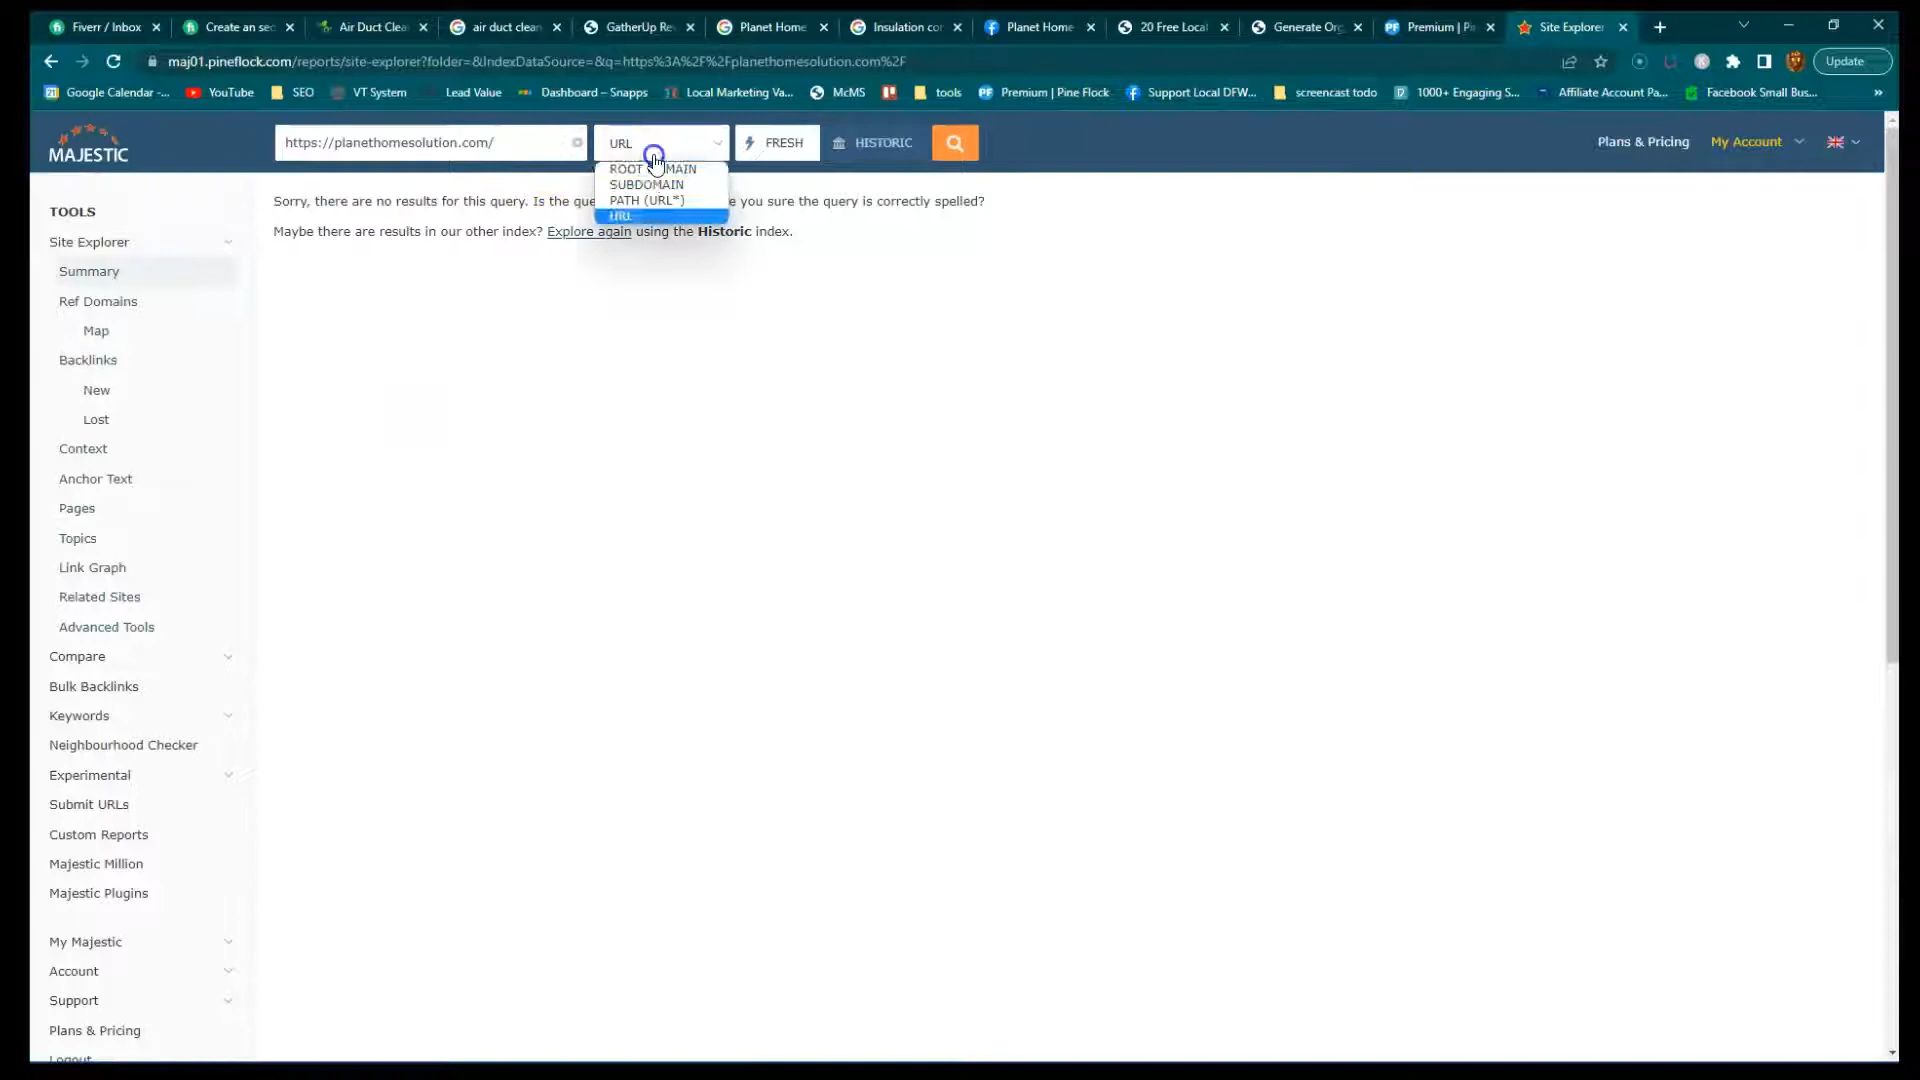 Fiverr / Inbox
Create an seo
Air Duct Clea
air duct clean
GatherUp Re
Planet Home
Insulation cor
Planet Home
20 Free Local
Generate Org
Premium | Pi
Site Explorer
maj01.pineflock.com/reports/site-explorer?folder=&IndexDataSource=&q=https%3A%2F%2Fplanethomesolution.com%2F
Update
Google Calendar -...
YouTube
SEO
VT System
Lead Value
Dashboard – Snapps
Local Marketing Va...
McMS
tools
Premium | Pine Flock
Support Local DFW...
screencast todo
1000+ Engaging S...
Affiliate Account Pa...
Facebook Small Bus...
»
MAJESTIC
https://planethomesolution.com/
URL
FRESH
HISTORIC
Plans & Pricing
My Account
ROOT MAIN
SUBDOMAIN
PATH (URL*)
URL
Sorry, there are no results for this query. Is the que
e you sure the query is correctly spelled?
Maybe there are results in our other index? Explore again using the Historic index.
TOOLS
Site Explorer
Summary
Ref Domains
Map
Backlinks
New
Lost
Context
Anchor Text
Pages
Topics
Link Graph
Related Sites
Advanced Tools
Compare
Bulk Backlinks
Keywords
Neighbourhood Checker
Experimental
Submit URLs
Custom Reports
Majestic Million
Majestic Plugins
My Majestic
Account
Support
Plans & Pricing
Logout